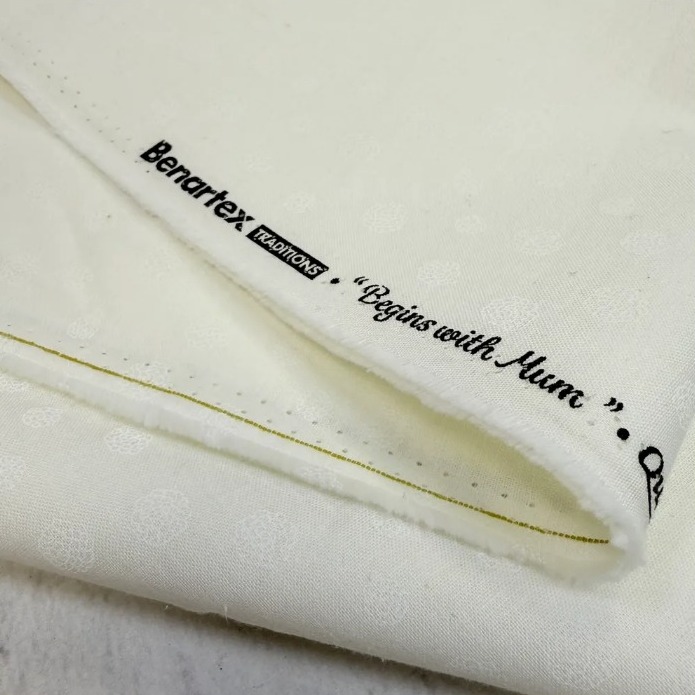 Benartex TRADITIONS • “Begins with Mum” •